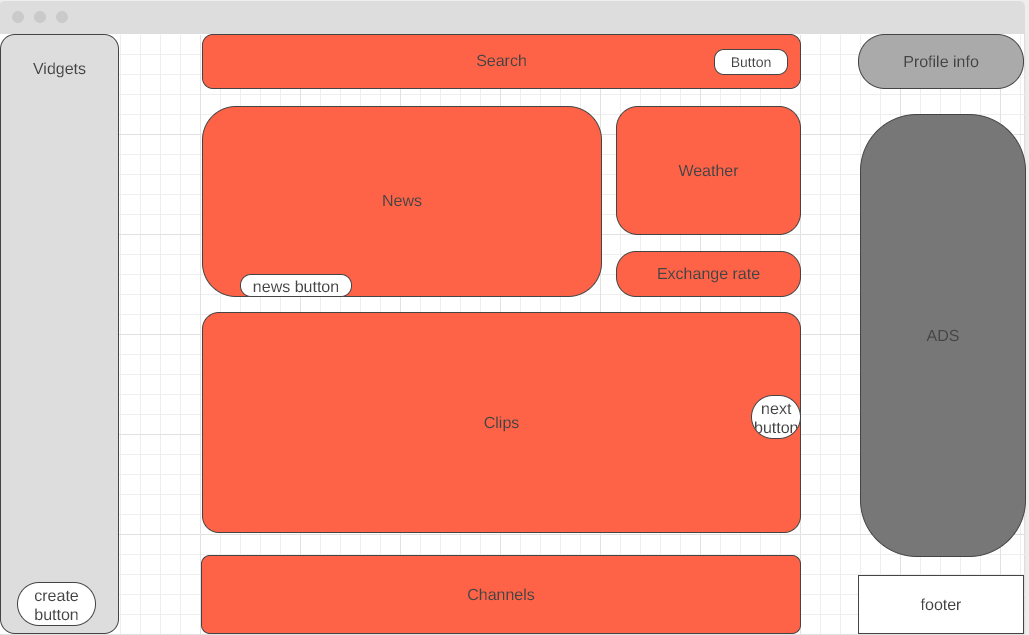 Vidgets
Search
Button
Profile info
News
Weather
news button
Exchange rate
ADS
Clips
next
button
create
button
Channels
footer